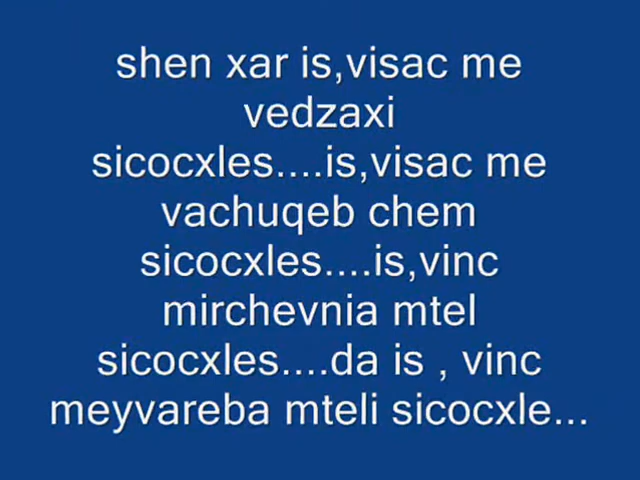 shen xar is,visac me
vedzaxi
sicocxles....is,visac me
vachuqeb chem
sicocxles....is,vinc
mirchevnia mtel
sicocxles....da is , vinc
meyvareba mteli sicocxle...